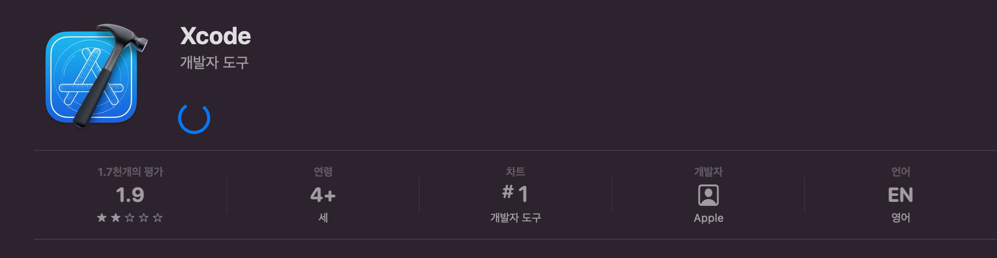 Xcode
개발자 도구
1.7천개의 평가
1.9
세
연령
4+
차트
#1
개발자 도구
개발자
Apple
언어
EN
영어